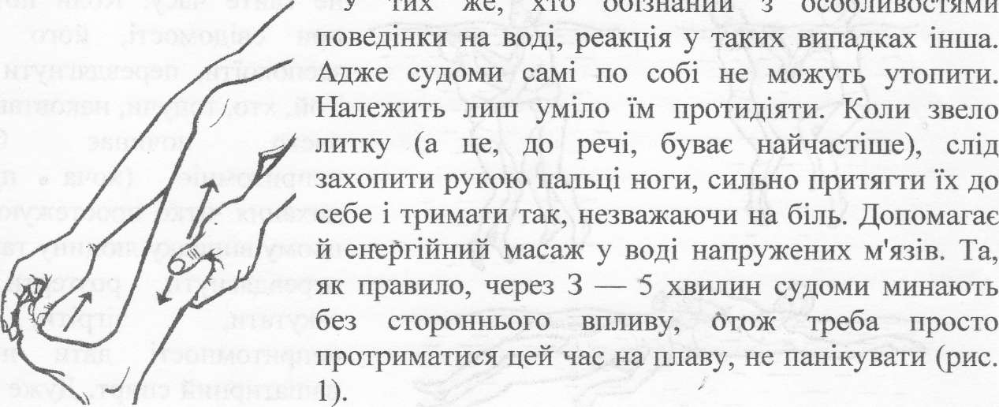 У тих же, хто обізнаний з особливостями
поведінки на воді, реакція у таких випадках інша.
Адже судоми самі по собі не можуть утопити.
Належить лиш уміло їм протидіяти. Коли звело
литку (а це, до речі, буває найчастіше), слід
захопити рукою пальці ноги, сильно притягти їх до
себе і тримати так, незважаючи на біль. Допомагає
й енергійний масаж у воді напружених м'язів. Та,
як правило, через 3 — 5 хвилин судоми минають
без стороннього впливу, отож треба просто
протриматися цей час на плаву, не панікувати (рис.
1).